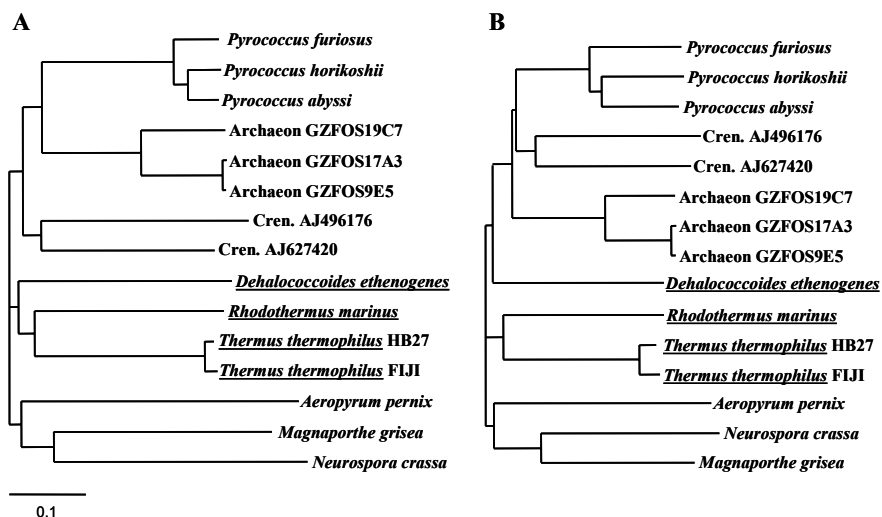 A
Pyrococcus furiosus
Pyrococcus horikoshii
Pyrococcus abyssi
Archaeon GZFOS19C7
Archaeon GZFOS17A3
Archaeon GZFOS9E5
Cren. AJ496176
Cren. AJ627420
Dehalococcoides ethenogenes
Rhodothermus marinus
Thermus thermophilus HB27
Thermus thermophilus FIJI
Aeropyrum pernix
Magnaporthe grisea
Neurospora crassa
0.1
B
Pyrococcus furiosus
Pyrococcus horikoshii
Pyrococcus abyssi
Cren. AJ496176
Cren. AJ627420
Archaeon GZFOS19C7
Archaeon GZFOS17A3
Archaeon GZFOS9E5
Dehalococcoides ethenogenes
Rhodothermus marinus
Thermus thermophilus HB27
Thermus thermophilus FIJI
Aeropyrum pernix
Neurospora crassa
Magnaporthe grisea